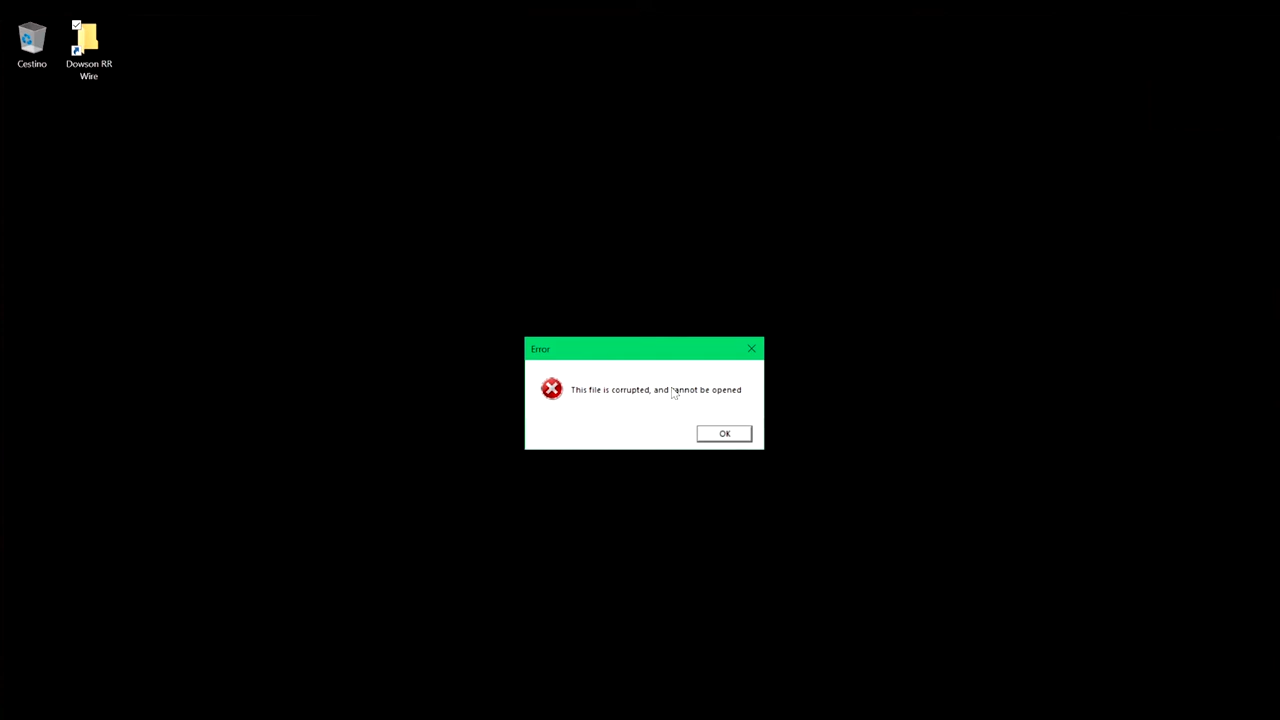 Cestino
Dowson RR
Wire
Error
This file is corrupted, and cannot be opened
OK